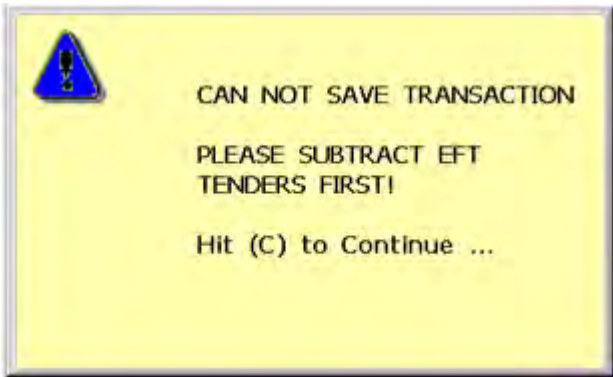 CAN NOT SAVE TRANSACTION
PLEASE SUBTRACT EFT
TENDERS FIRST!
Hit (C) to Continue ...